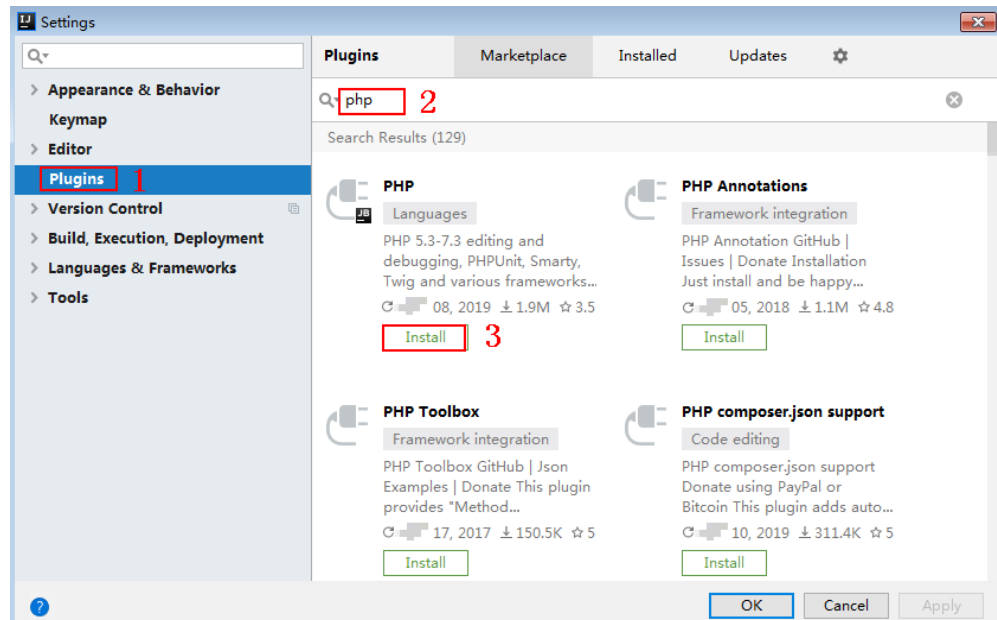 Settings
Appearance & Behavior
Keymap
Editor
Plugins 1
Version Control
Build, Execution, Deployment
Languages & Frameworks
Tools
Plugins Marketplace Installed Updates
php 2
Search Results (129)
PHP
Languages
PHP 5.3-7.3 editing and
debugging, PHPUnit, Smarty,
Twig and various frameworks...
08, 2019 1.9M 3.5
Install 3
PHP Annotations
Framework integration
PHP Annotation GitHub |
Issues | Donate Installation
Just install and be happy...
05, 2018 1.1M 4.8
Install
PHP Toolbox
Framework integration
PHP Toolbox GitHub | Json
Examples | Donate This plugin
provides "Method...
17, 2017 150.5K 5
Install
PHP composer.json support
Code editing
PHP composer.json support
Donate using PayPal or
Bitcoin This plugin adds auto...
10, 2019 311.4K 5
Install
?
OK Cancel Apply